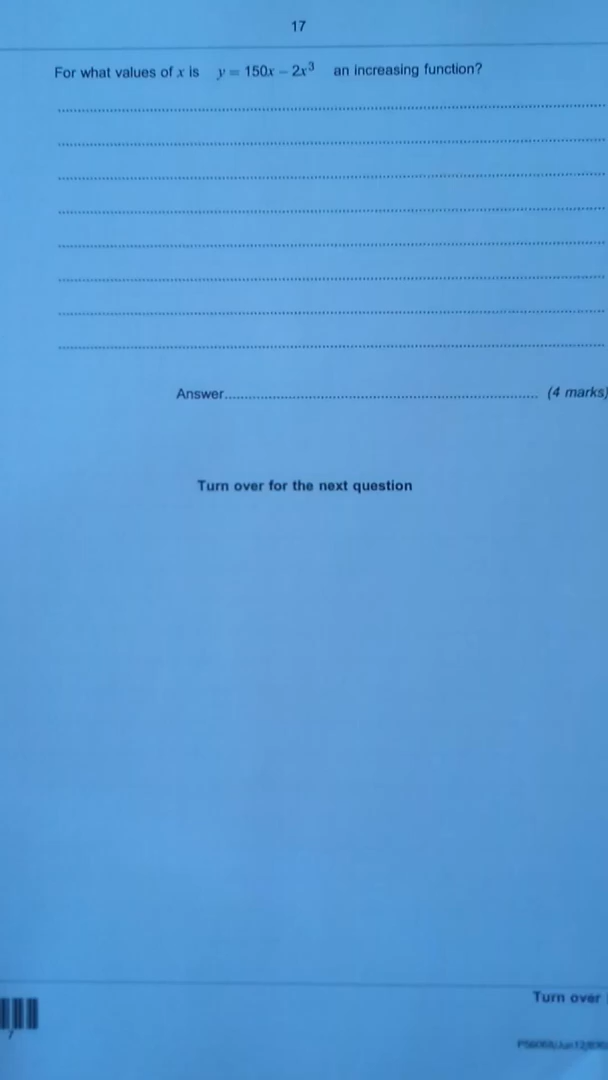 17
For what values of x is y = 150x − 2x³ an increasing function?
Answer.............................................................................. (4 marks)
Turn over for the next question
Turn over
7